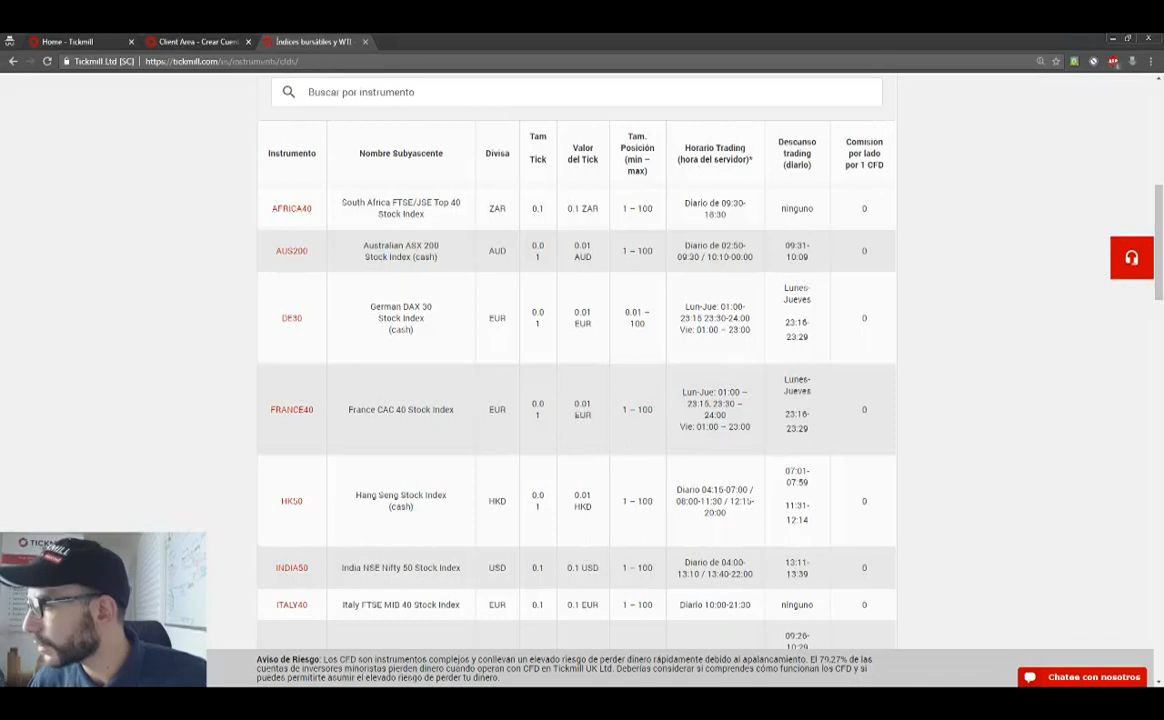 Home - Tickmill
Client Area - Crear Cuen
Índices bursátiles y WTI
Tickmill Ltd [SC]
https://tickmill.com/es/instruments/cfds/
Buscar por instrumento
Instrumento
Nombre Subyascente
Divisa
Tam
Tick
Valor
del Tick
Tam.
Posición
(min –
max)
Horario Trading
(hora del servidor)*
Descanso
trading
(diario)
Comision
por lado
por 1 CFD
AFRICA40
South Africa FTSE/JSE Top 40
Stock Index
ZAR
0.1
0.1 ZAR
1 – 100
Diario de 09:30-
18:30
ninguno
0
AUS200
Australian ASX 200
Stock Index (cash)
AUD
0.0
1
0.01
AUD
1 – 100
Diario de 02:50-
09:30 / 10:10-00:00
09:31-
10:09
0
DE30
German DAX 30
Stock Index
(cash)
EUR
0.0
1
0.01
EUR
0.01 –
100
Lun-Jue: 01:00-
23:15 23:30-24:00
Vie: 01:00 – 23:00
Lunes-
Jueves
23:16-
23:29
0
FRANCE40
France CAC 40 Stock Index
EUR
0.0
1
0.01
EUR
1 – 100
Lun-Jue: 01:00 –
23:15, 23:30 –
24:00
Vie: 01:00 – 23:00
Lunes-
Jueves
23:16-
23:29
0
HK50
Hang Seng Stock Index
(cash)
HKD
0.0
1
0.01
HKD
1 – 100
Diario 04:15-07:00 /
08:00-11:30 / 12:15-
20:00
07:01-
07:59
11:31-
12:14
0
INDIA50
India NSE Nifty 50 Stock Index
USD
0.1
0.1 USD
1 – 100
Diario de 04:00-
13:10 / 13:40-22:00
13:11-
13:39
0
ITALY40
Italy FTSE MIB 40 Stock Index
EUR
0.1
0.1 EUR
1 – 100
Diario 10:00-21:30
ninguno
0
09:26-
10:29
Aviso de Riesgo: Los CFD son instrumentos complejos y conllevan un elevado riesgo de perder dinero rápidamente debido al apalancamiento. El 79.27% de las
cuentas de inversores minoristas pierden dinero cuando operan con CFD en Tickmill UK Ltd. Deberías considerar si comprendes cómo funcionan los CFD y si
puedes permitirte asumir el elevado riesgo de perder tu dinero.
Chatee con nosotros